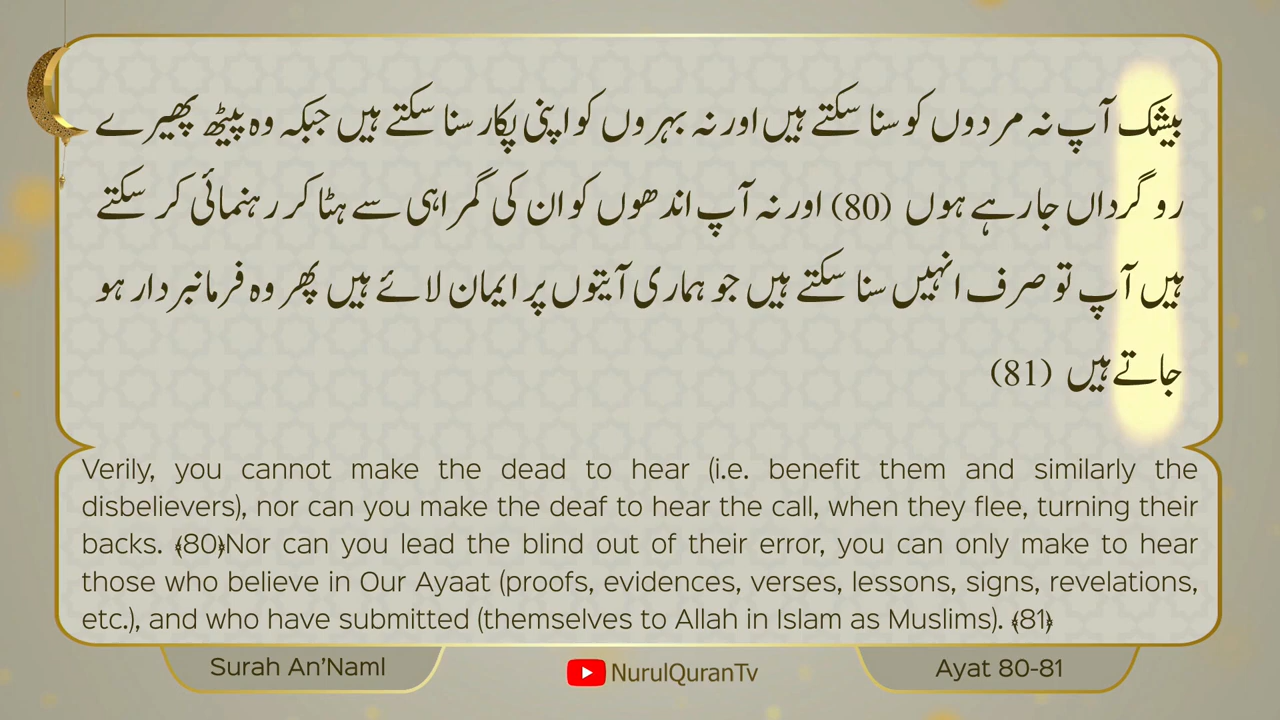 بیشک آپ نہ مردوں کو سنا سکتے ہیں اور نہ بہروں کو اپنی پکار سنا سکتے ہیں جبکہ وہ پیٹھ پھیرے
رو گرداں جا رہے ہوں (80) اور نہ آپ اندھوں کو ان کی گمراہی سے ہٹا کر رہنمائی کر سکتے
ہیں آپ تو صرف انہیں سنا سکتے ہیں جو ہماری آیتوں پر ایمان لائے ہیں پھر وہ فرمانبردار ہو
جاتے ہیں (81)
Verily, you cannot make the dead to hear (i.e. benefit them and similarly the
disbelievers), nor can you make the deaf to hear the call, when they flee, turning their
backs. ﴾80﴿Nor can you lead the blind out of their error, you can only make to hear
those who believe in Our Ayaat (proofs, evidences, verses, lessons, signs, revelations,
etc.), and who have submitted (themselves to Allah in Islam as Muslims). ﴾81﴿
Surah An’Naml
NurulQuranTv
Ayat 80-81